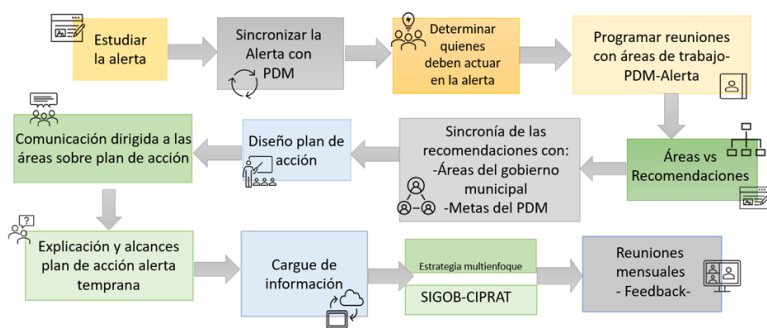 Estudiar
la alerta
Sincronizar la
Alerta con
PDM
Determinar
quienes
deben actuar
en la alerta
Programar reuniones
con áreas de trabajo-
PDM-Alerta
Áreas vs
Recomendaciones
Sincronía de las
recomendaciones con:
-Áreas del gobierno
municipal
-Metas del PDM
Diseño plan de
acción
Comunicación dirigida a las
áreas sobre plan de acción
Explicación y alcances
plan de acción alerta
temprana
Cargue de
información
Estrategia multienfoque
SIGOB-CIPRAT
Reuniones
mensuales
- Feedback-